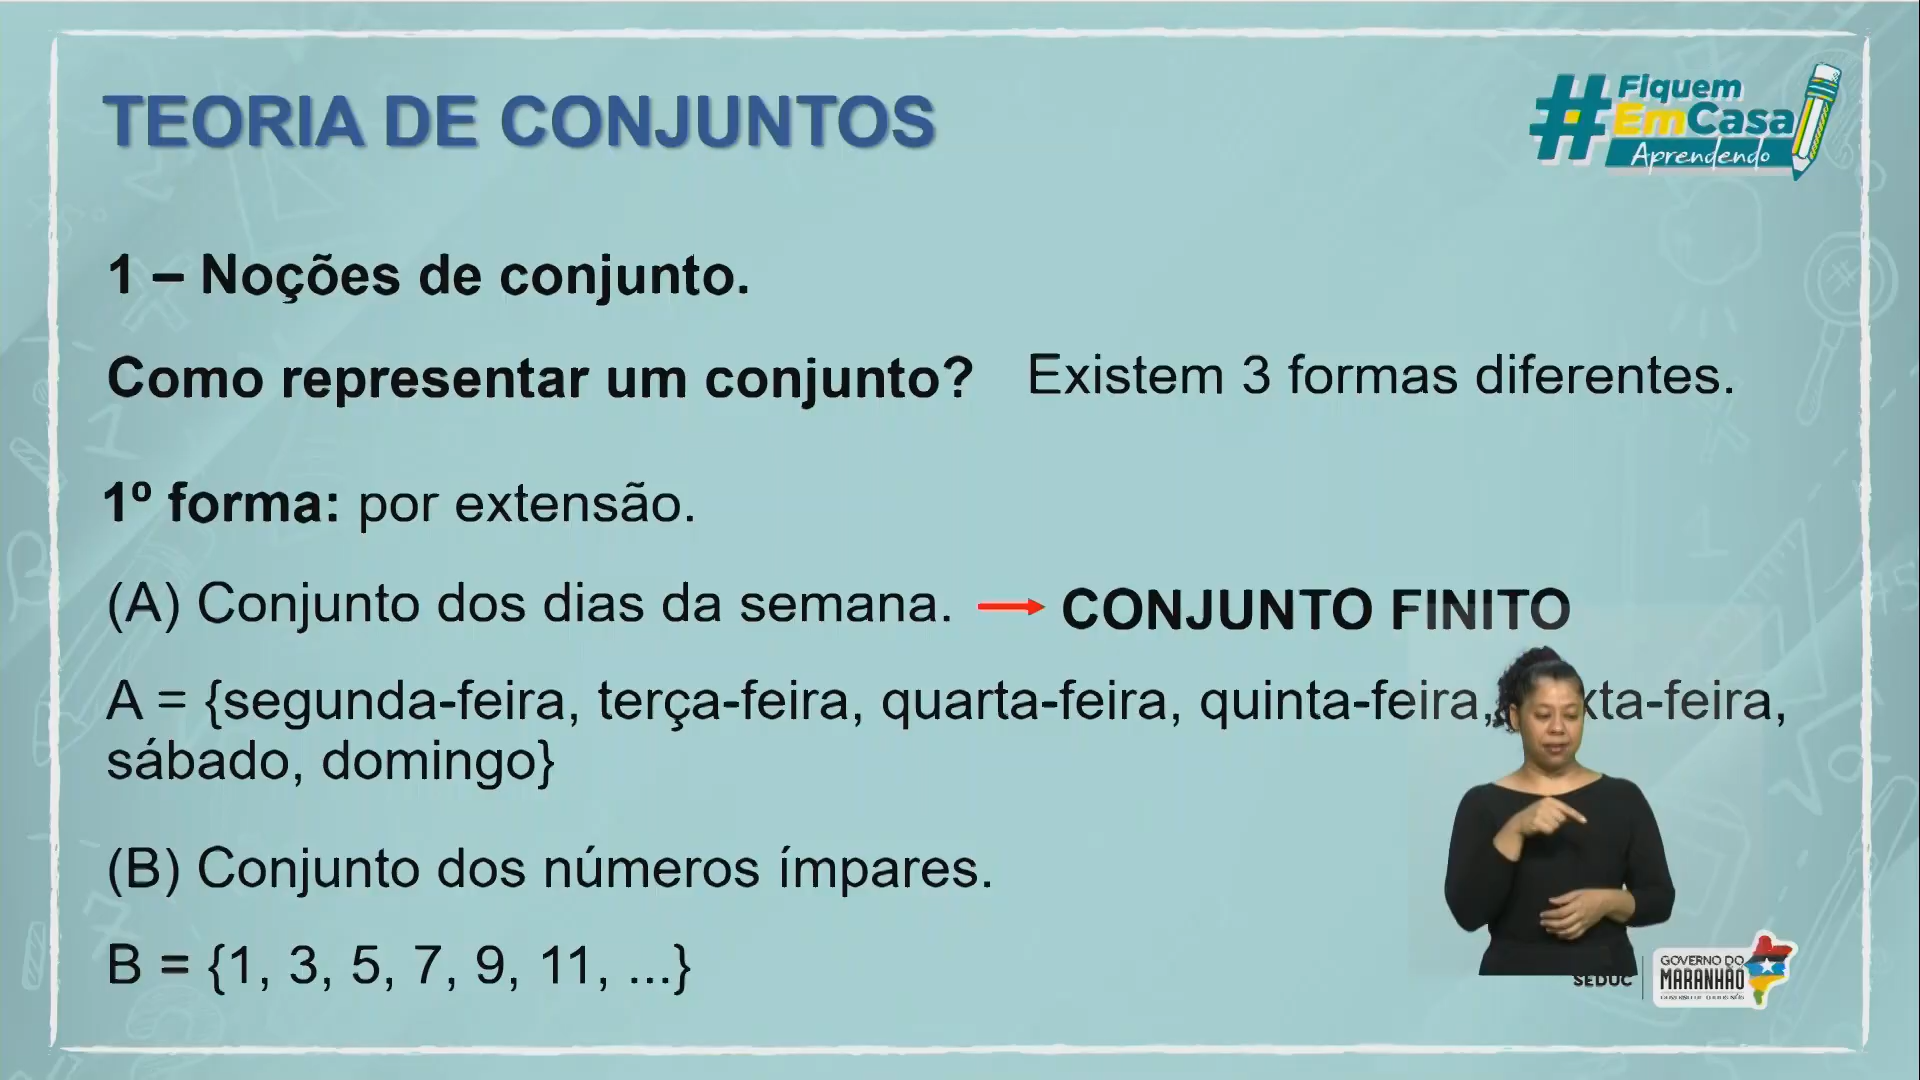 TEORIA DE CONJUNTOS
#Fiquem
EmCasa
Aprendendo
1 – Noções de conjunto.
Como representar um conjunto? Existem 3 formas diferentes.
1º forma: por extensão.
(A) Conjunto dos dias da semana. → CONJUNTO FINITO
A = {segunda-feira, terça-feira, quarta-feira, quinta-feira,
sábado, domingo}
(B) Conjunto dos números ímpares.
B = {1, 3, 5, 7, 9, 11, ...}
SEDUC
GOVERNO DO
MARANHÃO